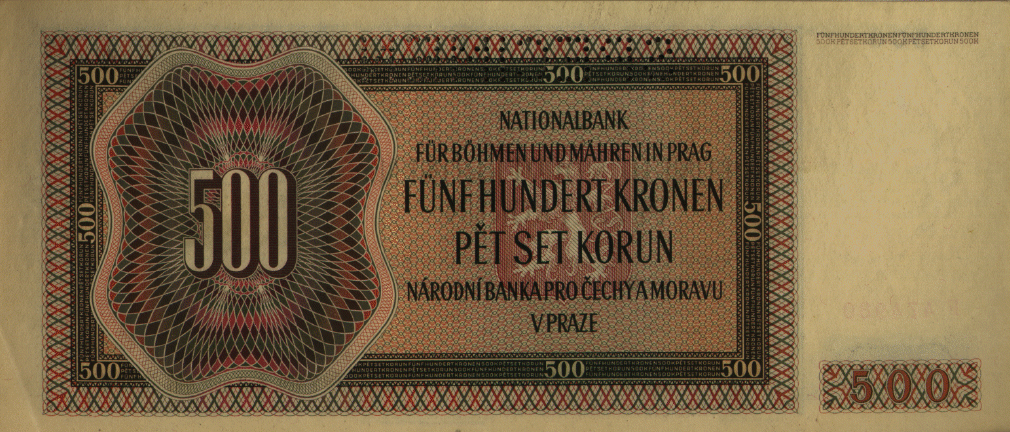 FÜNFHUNDERTKRONENFÜNFHUNDERTKRONEN
500 500 500
NATIONALBANK
FÜR BÖHMEN UND MÄHREN IN PRAG
FÜNF HUNDERT KRONEN
500
500
500
PĚT SET KORUN
NÁRODNÍ BANKA PRO ČECHY A MORAVU
V PRAZE
500 500 500
500